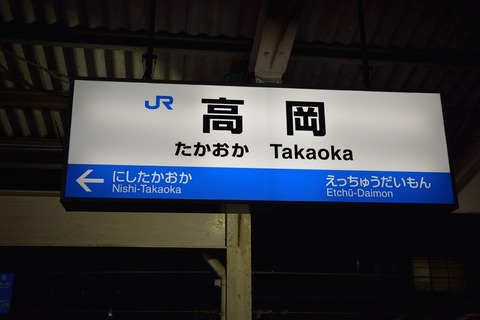 JR 高岡
たかおか Takaoka
← にしたかおか えっちゅうだいもん
Nishi-Takaoka Etchū-Daimon